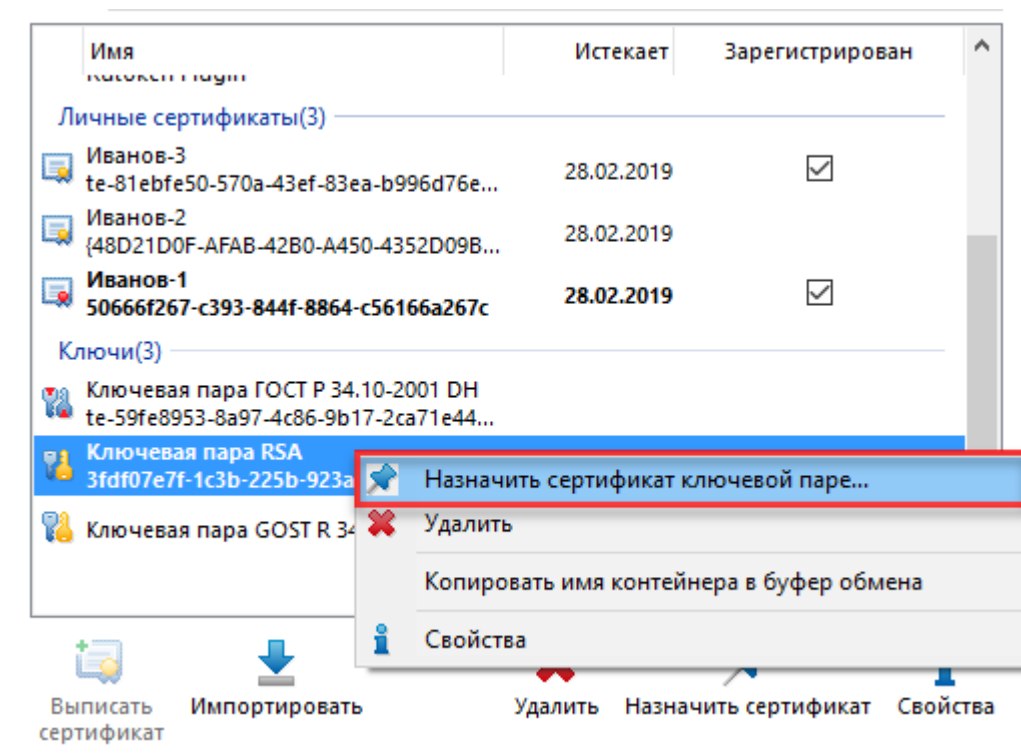 Имя Истекает Зарегистрирован
Rutoken Plugin
Личные сертификаты(3)
Иванов-3
te-81ebfe50-570a-43ef-83ea-b996d76e... 28.02.2019
Иванов-2
{48D21D0F-AFAB-42B0-A450-4352D09B... 28.02.2019
Иванов-1
50666f267-c393-844f-8864-c56166a267c 28.02.2019
Ключи(3)
Ключевая пара ГОСТ Р 34.10-2001 DH
te-59fe8953-8a97-4c86-9b17-2ca71e44...
Ключевая пара RSA
3fdf07e7f-1c3b-225b-923a
Назначить сертификат ключевой паре...
Ключевая пара GOST R 34
Удалить
Копировать имя контейнера в буфер обмена
Свойства
Выписать сертификат
Импортировать
Удалить
Назначить сертификат
Свойства